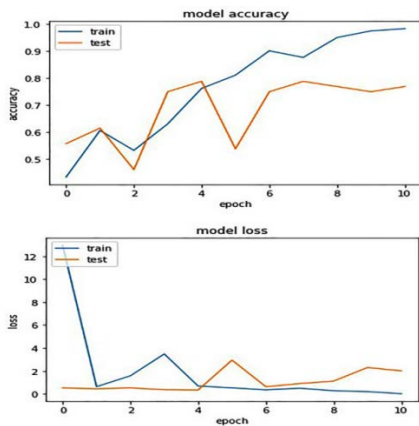 model accuracy
train
test
1.0
0.9
0.8
0.7
0.6
0.5
accuracy
0 2 4 6 8 10
epoch
model loss
train
test
12
10
8
6
4
2
0
loss
0 2 4 6 8 10
epoch